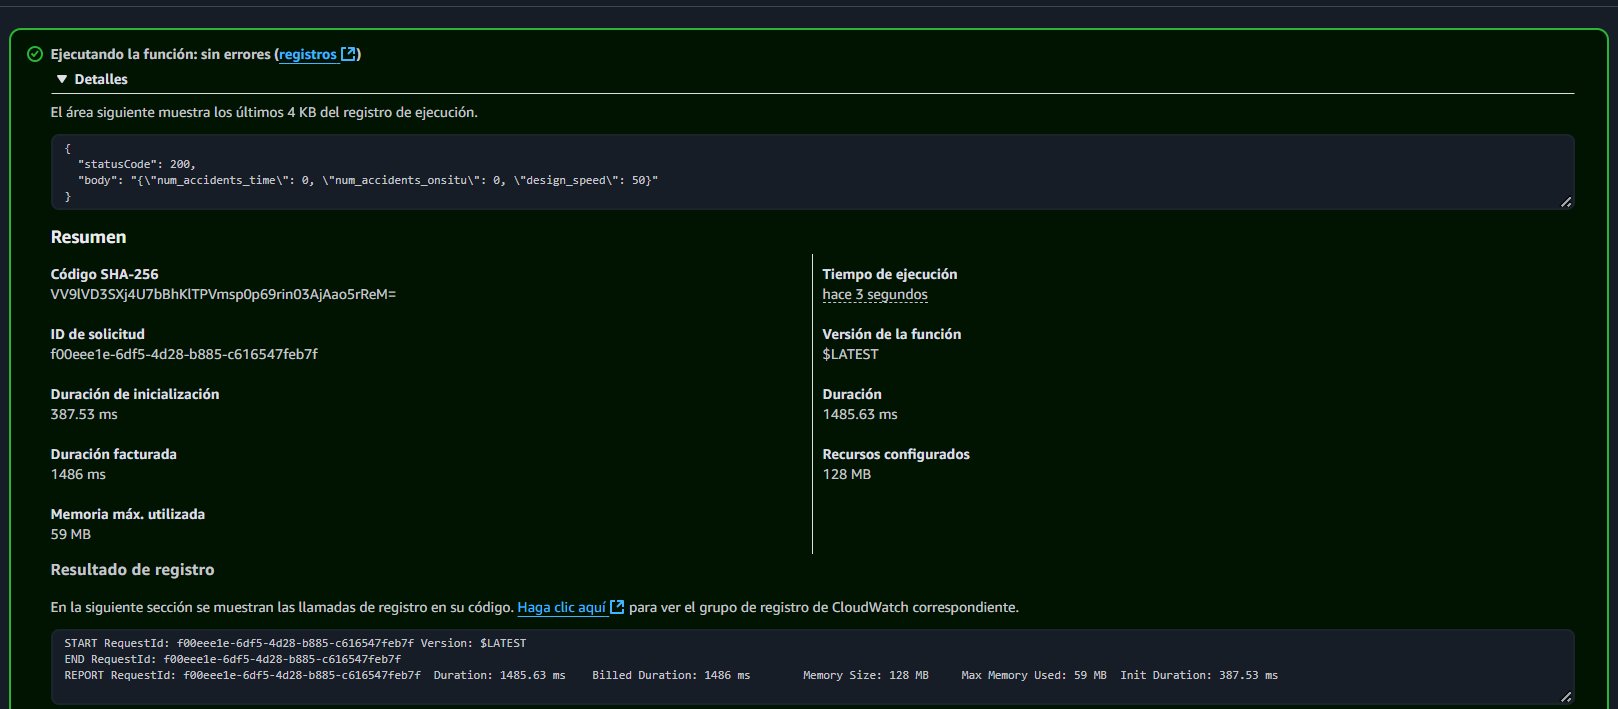 Ejecutando la función: sin errores (registros)
Detalles
El área siguiente muestra los últimos 4 KB del registro de ejecución.
{
  "statusCode": 200,
  "body": "{\"num_accidents_time\": 0, \"num_accidents_onsitu\": 0, \"design_speed\": 50}"
}
Resumen
Código SHA-256
VV9lVD3SXj4U7bBhKlTPVmsp0p69rin03AjAao5rReM=
ID de solicitud
f00eee1e-6df5-4d28-b885-c616547feb7f
Duración de inicialización
387.53 ms
Duración facturada
1486 ms
Memoria máx. utilizada
59 MB
Tiempo de ejecución
hace 3 segundos
Versión de la función
$LATEST
Duración
1485.63 ms
Recursos configurados
128 MB
Resultado de registro
En la siguiente sección se muestran las llamadas de registro en su código. Haga clic aquí para ver el grupo de registro de CloudWatch correspondiente.
START RequestId: f00eee1e-6df5-4d28-b885-c616547feb7f Version: $LATEST
END RequestId: f00eee1e-6df5-4d28-b885-c616547feb7f
REPORT RequestId: f00eee1e-6df5-4d28-b885-c616547feb7f  Duration: 1485.63 ms    Billed Duration: 1486 ms        Memory Size: 128 MB     Max Memory Used: 59 MB  Init Duration: 387.53 ms